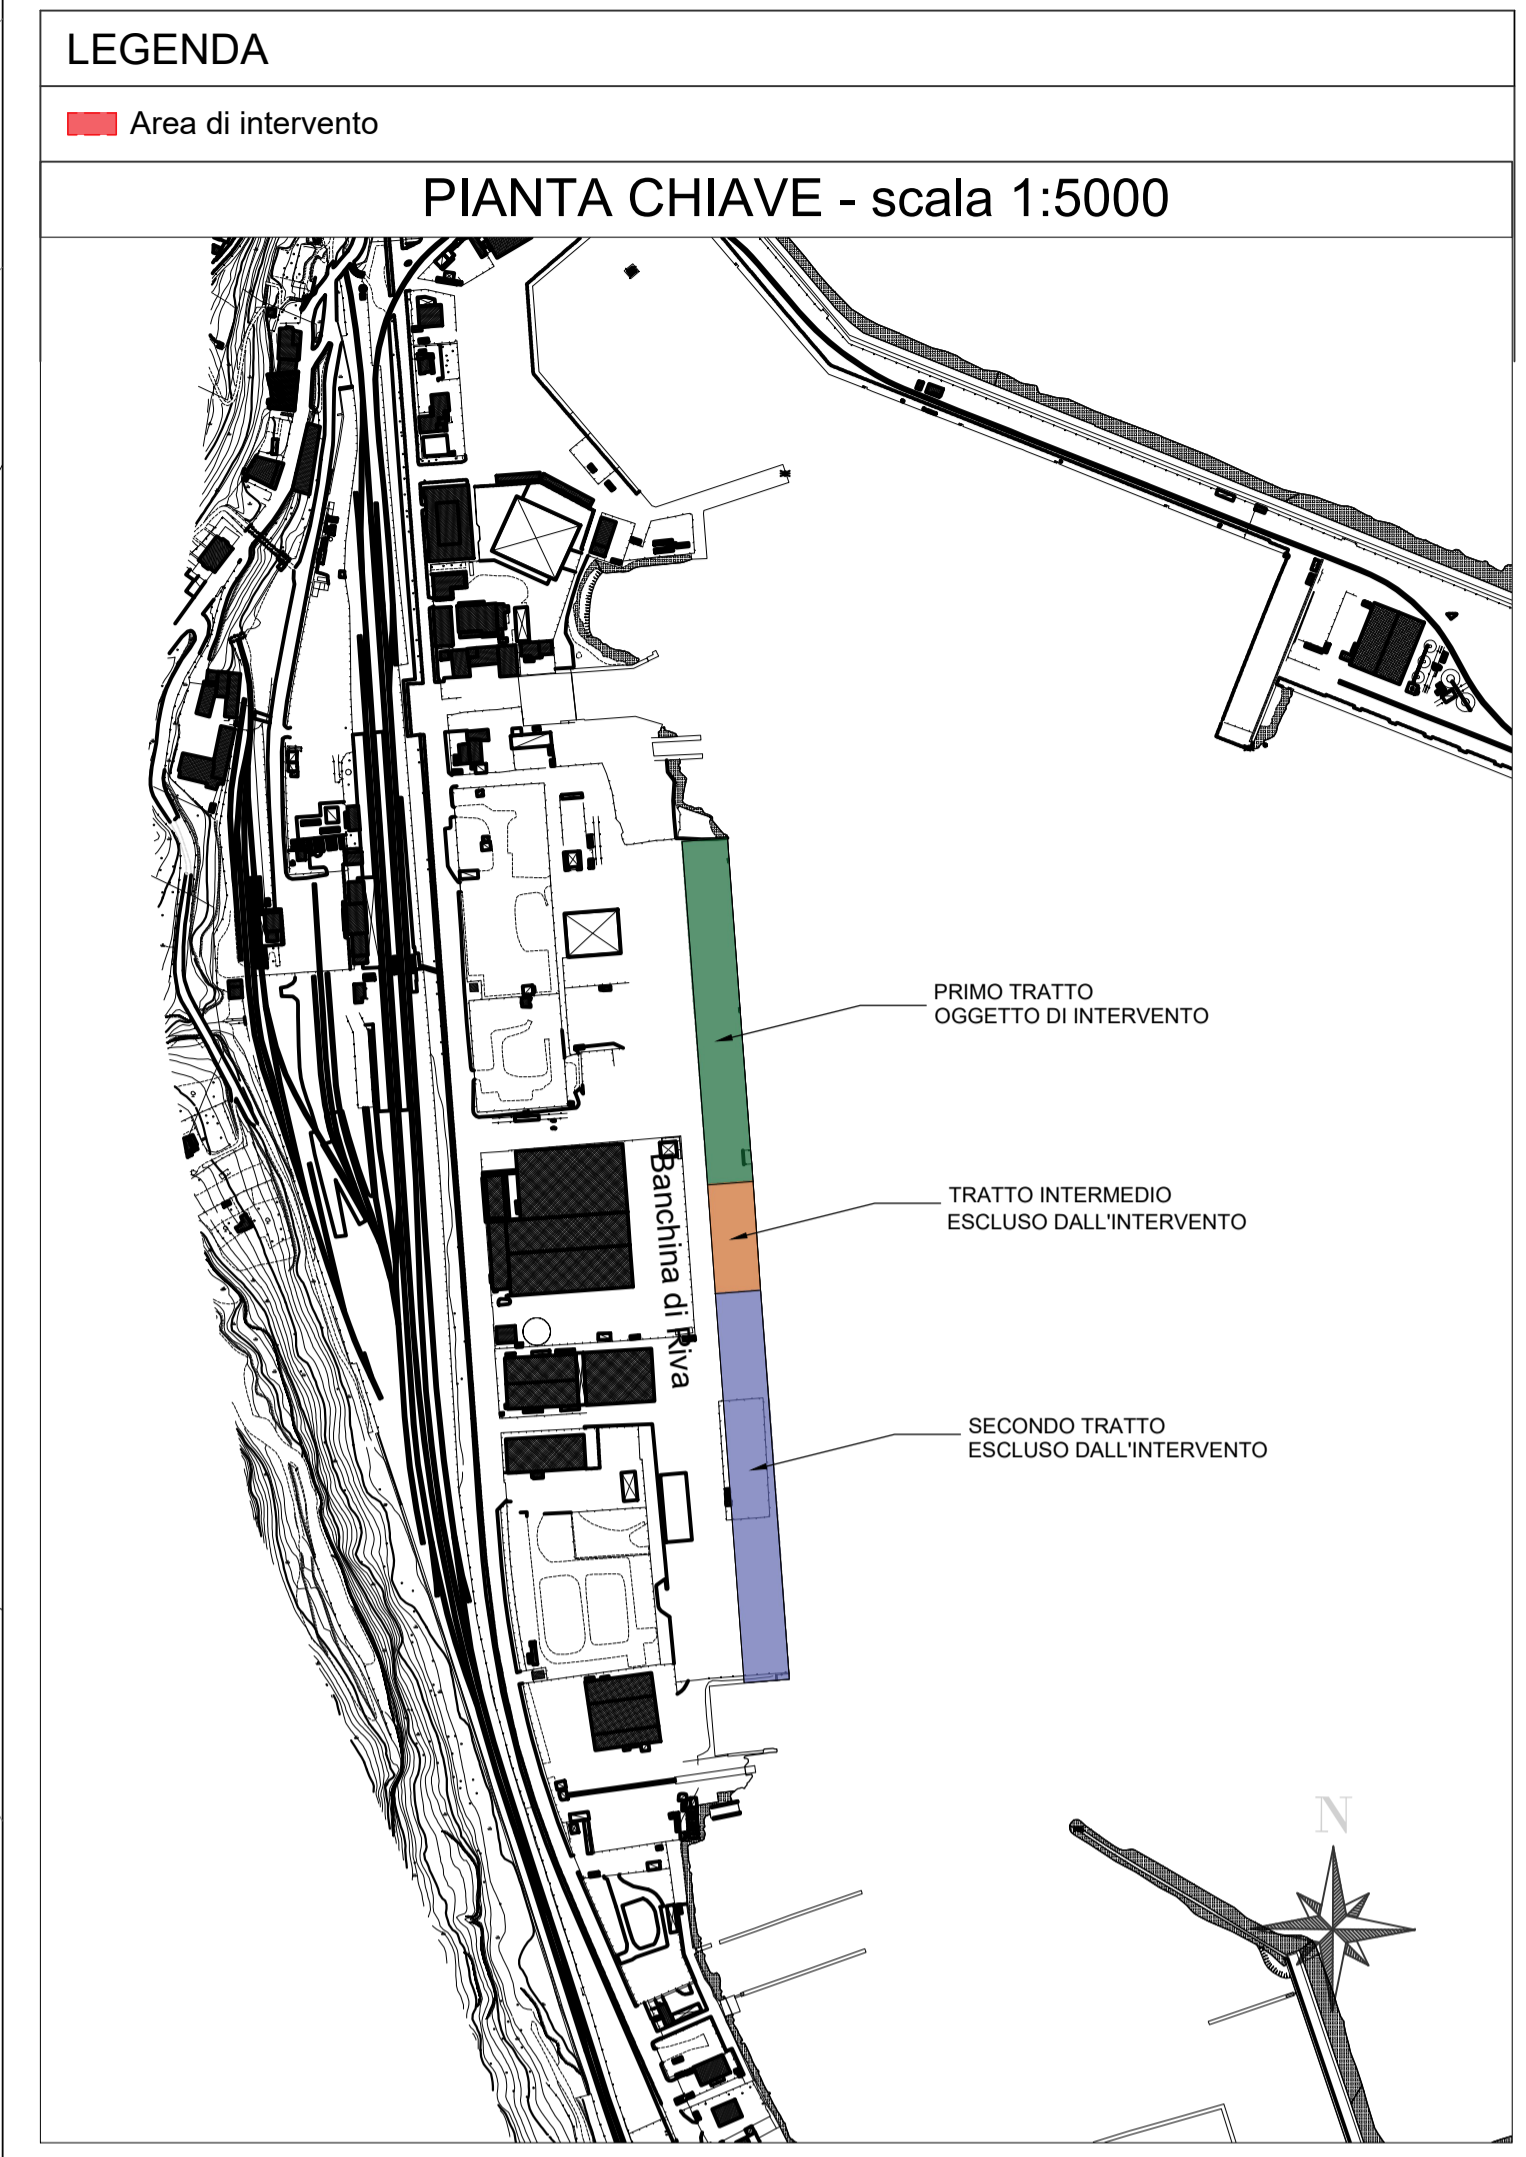 LEGENDA
Area di intervento
PIANTA CHIAVE - scala 1:5000
PRIMO TRATTO
OGGETTO DI INTERVENTO
TRATTO INTERMEDIO
ESCLUSO DALL'INTERVENTO
Banchina di Riva
SECONDO TRATTO
ESCLUSO DALL'INTERVENTO
N